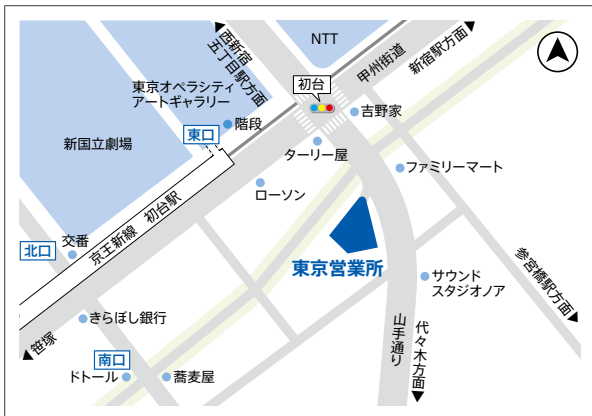 西新宿
五丁目駅方面
NTT
甲州街道
新宿駅方面
初台
東京オペラシティ
アートギャラリー
階段
東口
吉野家
新国立劇場
ターリー屋
ファミリーマート
ローソン
京王新線 初台駅
交番
北口
東京営業所
サウンド
スタジオノア
参宮橋駅方面
きらぼし銀行
笹塚
南口
ドトール
蕎麦屋
山手通り
代々木方面